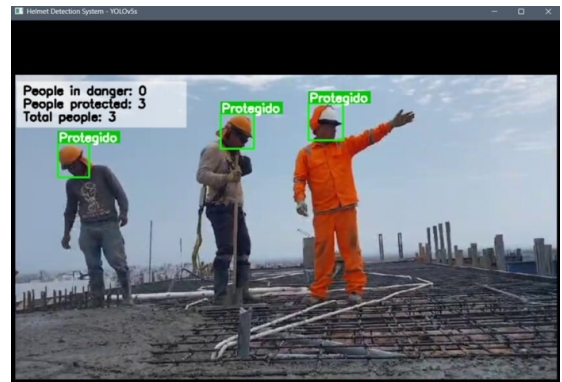 Helmet Detection System - YOLOv5s
People in danger: 0
People protected: 3
Total people: 3
Protegido
Protegido
Protegido